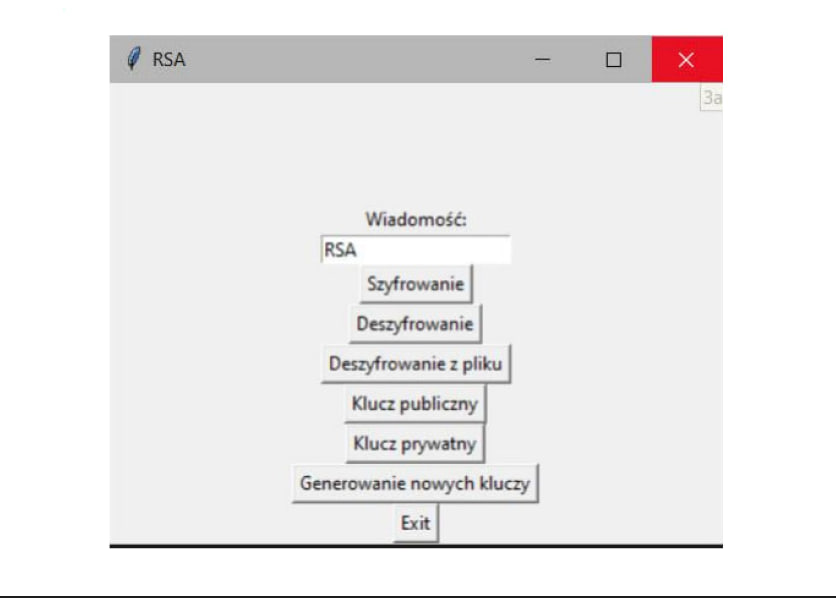 RSA
За
Wiadomość:
RSA
Szyfrowanie
Deszyfrowanie
Deszyfrowanie z pliku
Klucz publiczny
Klucz prywatny
Generowanie nowych kluczy
Exit